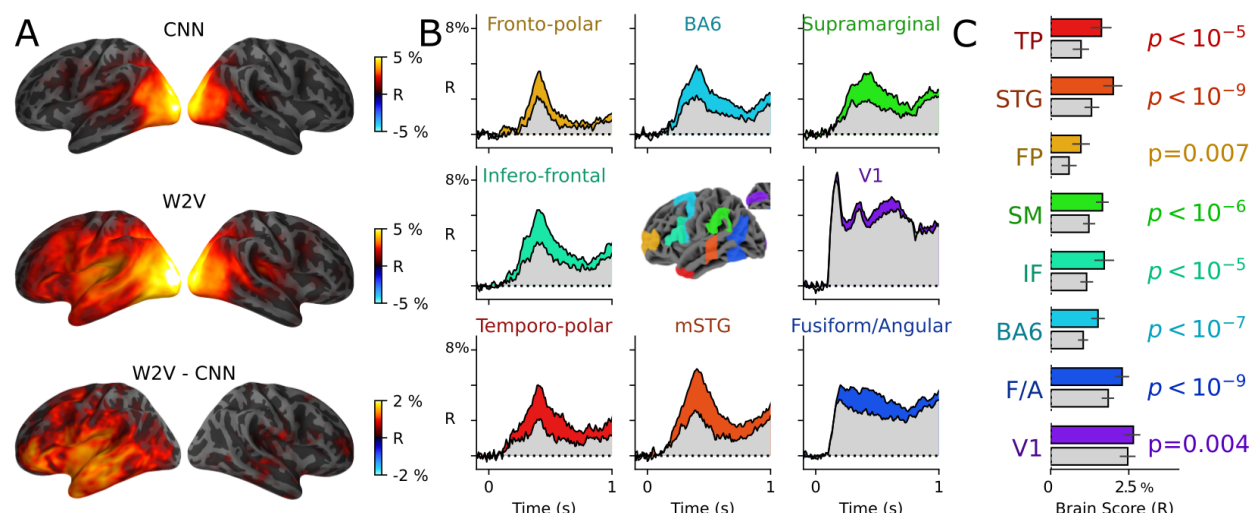 A
CNN
5 %
R
-5 %
W2V
5 %
R
-5 %
W2V - CNN
2 %
R
-2 %
B
Fronto-polar
BA6
Supramarginal
8%
R
Infero-frontal
V1
8%
R
Temporo-polar
mSTG
Fusiform/Angular
8%
R
0 1
0 1
0 1
Time (s)
Time (s)
Time (s)
C
TP p < 10⁻⁵
STG p < 10⁻⁹
FP p=0.007
SM p < 10⁻⁶
IF p < 10⁻⁵
BA6 p < 10⁻⁷
F/A p < 10⁻⁹
V1 p=0.004
0 2.5 %
Brain Score (R)